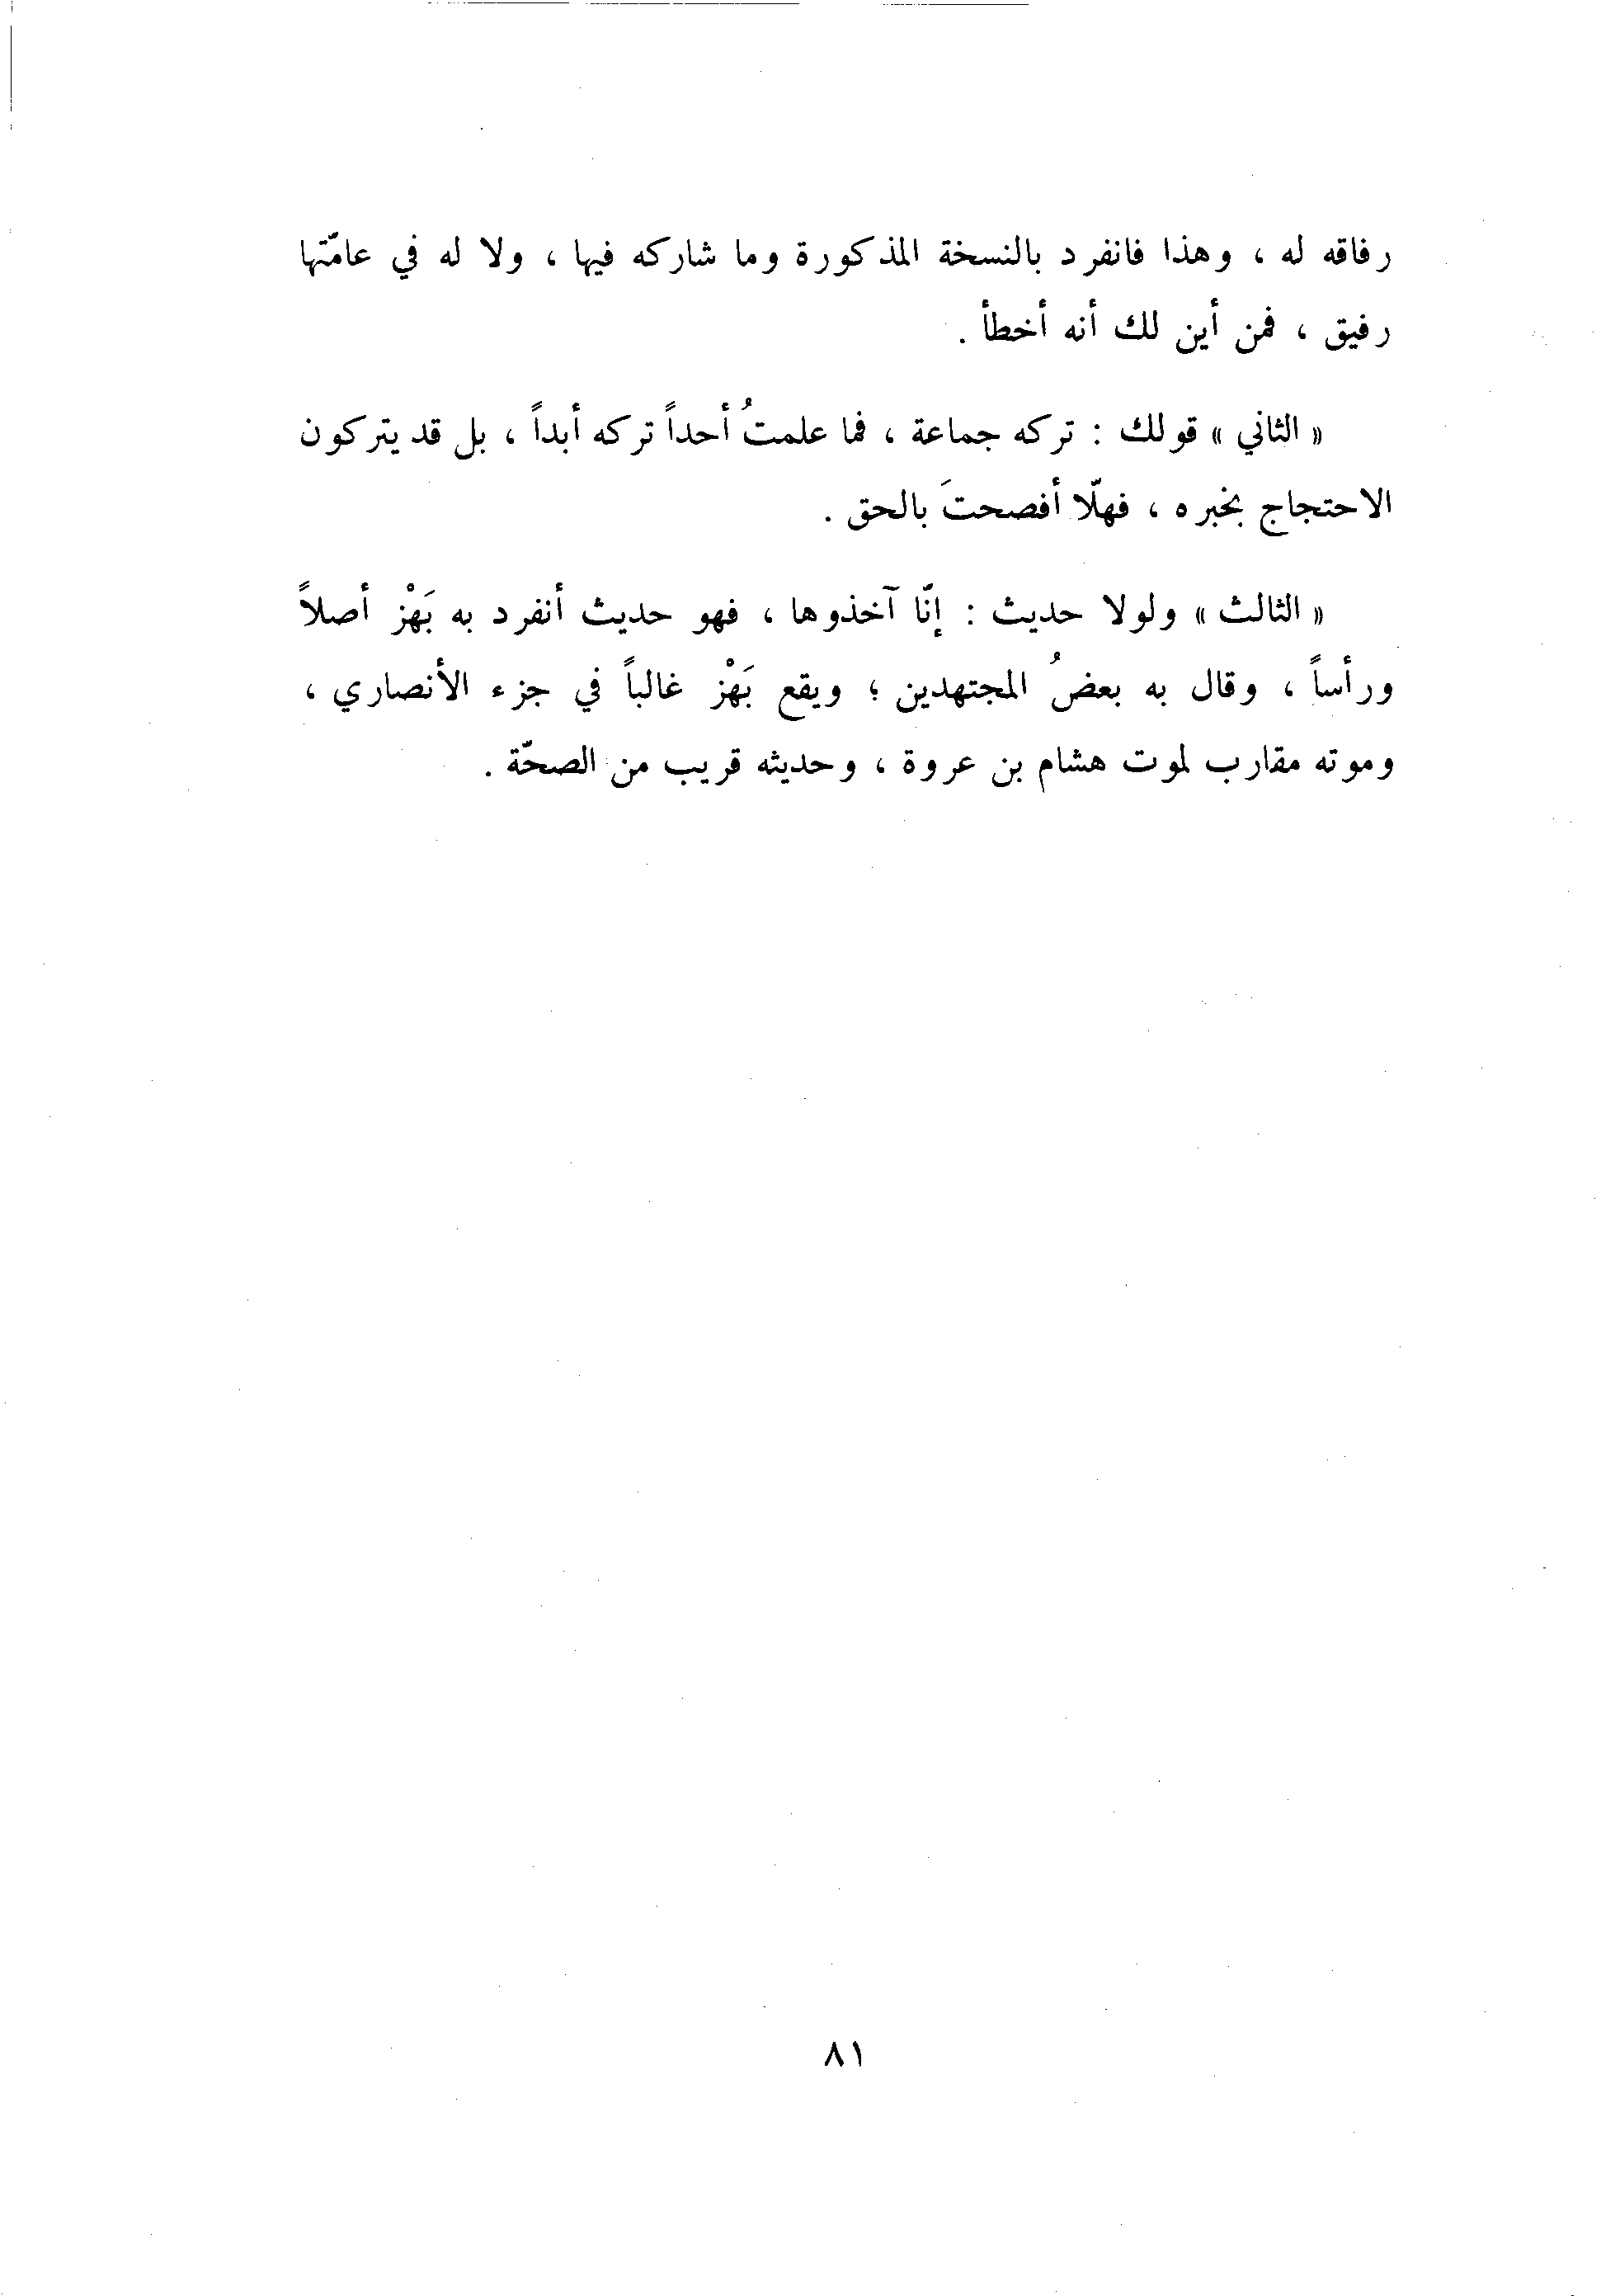 رفاقه له ، وهذا فانفرد بالنسخة المذكورة وما شاركه فيها ، ولا له في عامّتها
رفيق ، فمن أين لك أنه أخطأ .
« الثاني » قولك : تركه جماعة ، فما علمتُ أحداً تركه أبداً ، بل قد يتركون
الاحتجاج بخبره ، فهلّا أفصحتَ بالحق .
« الثالث » ولولا حديث : إنّا آخذوها ، فهو حديث أنفرد به بَهْز أصلاً
ورأساً ، وقال به بعضُ المجتهدين ؛ ويقع بَهْز غالباً في جزء الأنصاري ،
وموته مقارب لموت هشام بن عروة ، وحديثه قريب من الصحّة .
٨١